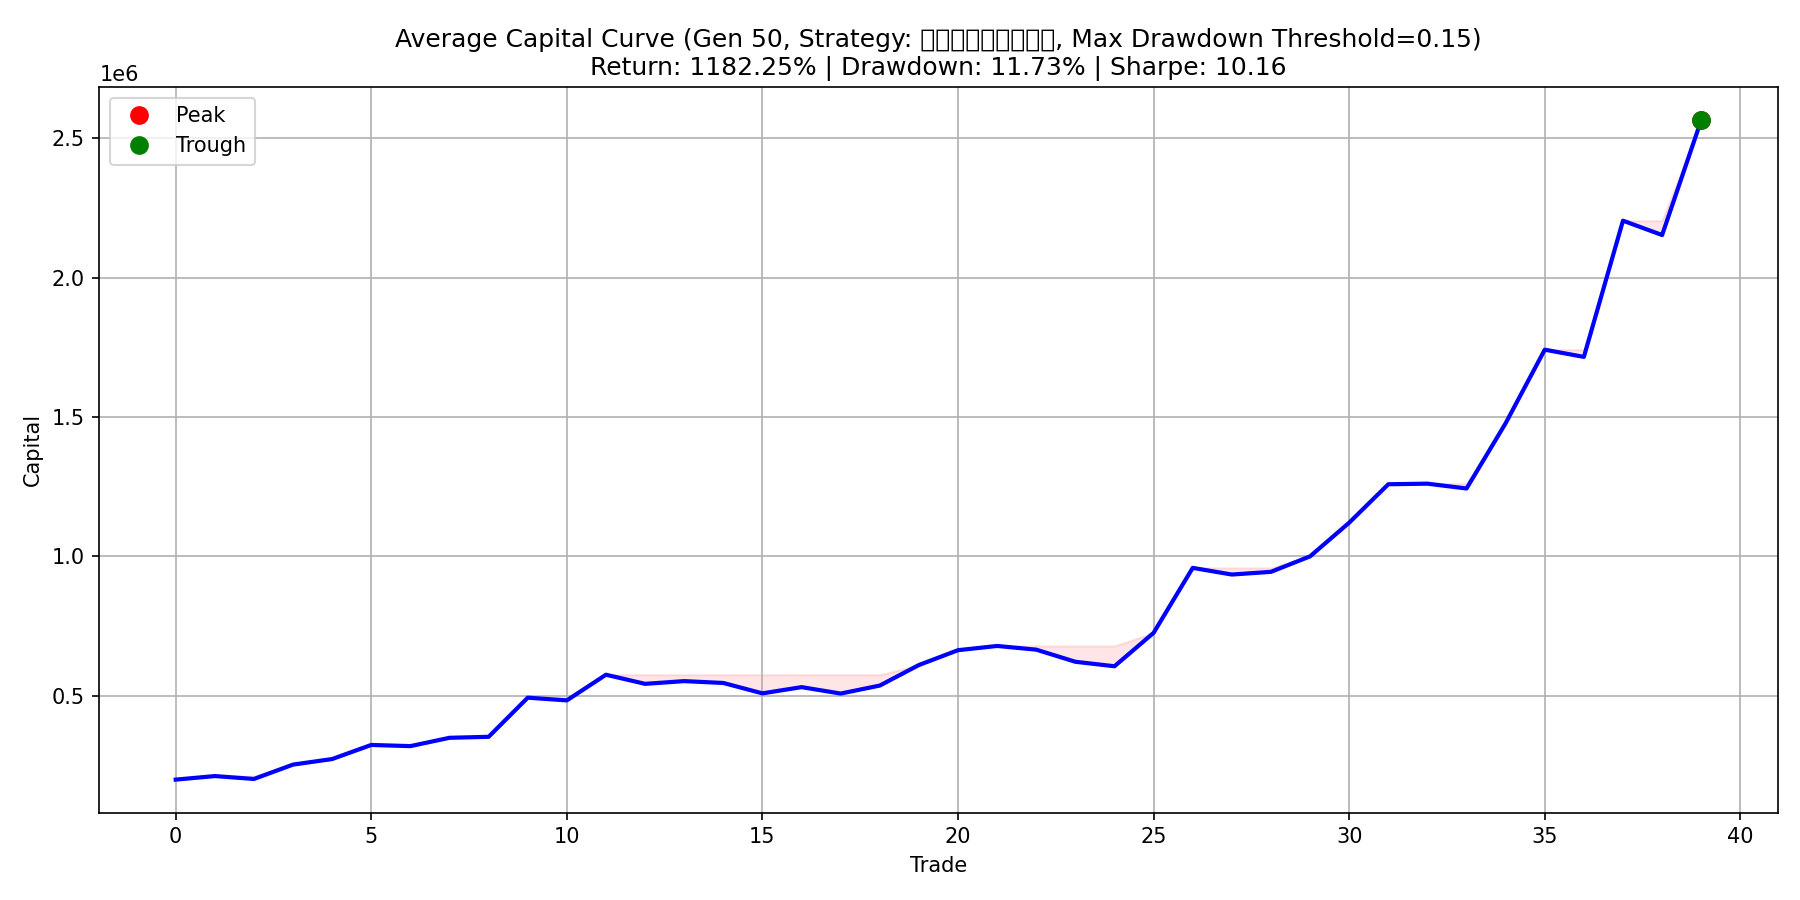 Average Capital Curve (Gen 50, Strategy: , Max Drawdown Threshold=0.15)
Return: 1182.25% | Drawdown: 11.73% | Sharpe: 10.16
1e6
Peak
Trough
2.5
2.0
1.5
1.0
0.5
Capital
0 5 10 15 20 25 30 35 40
Trade